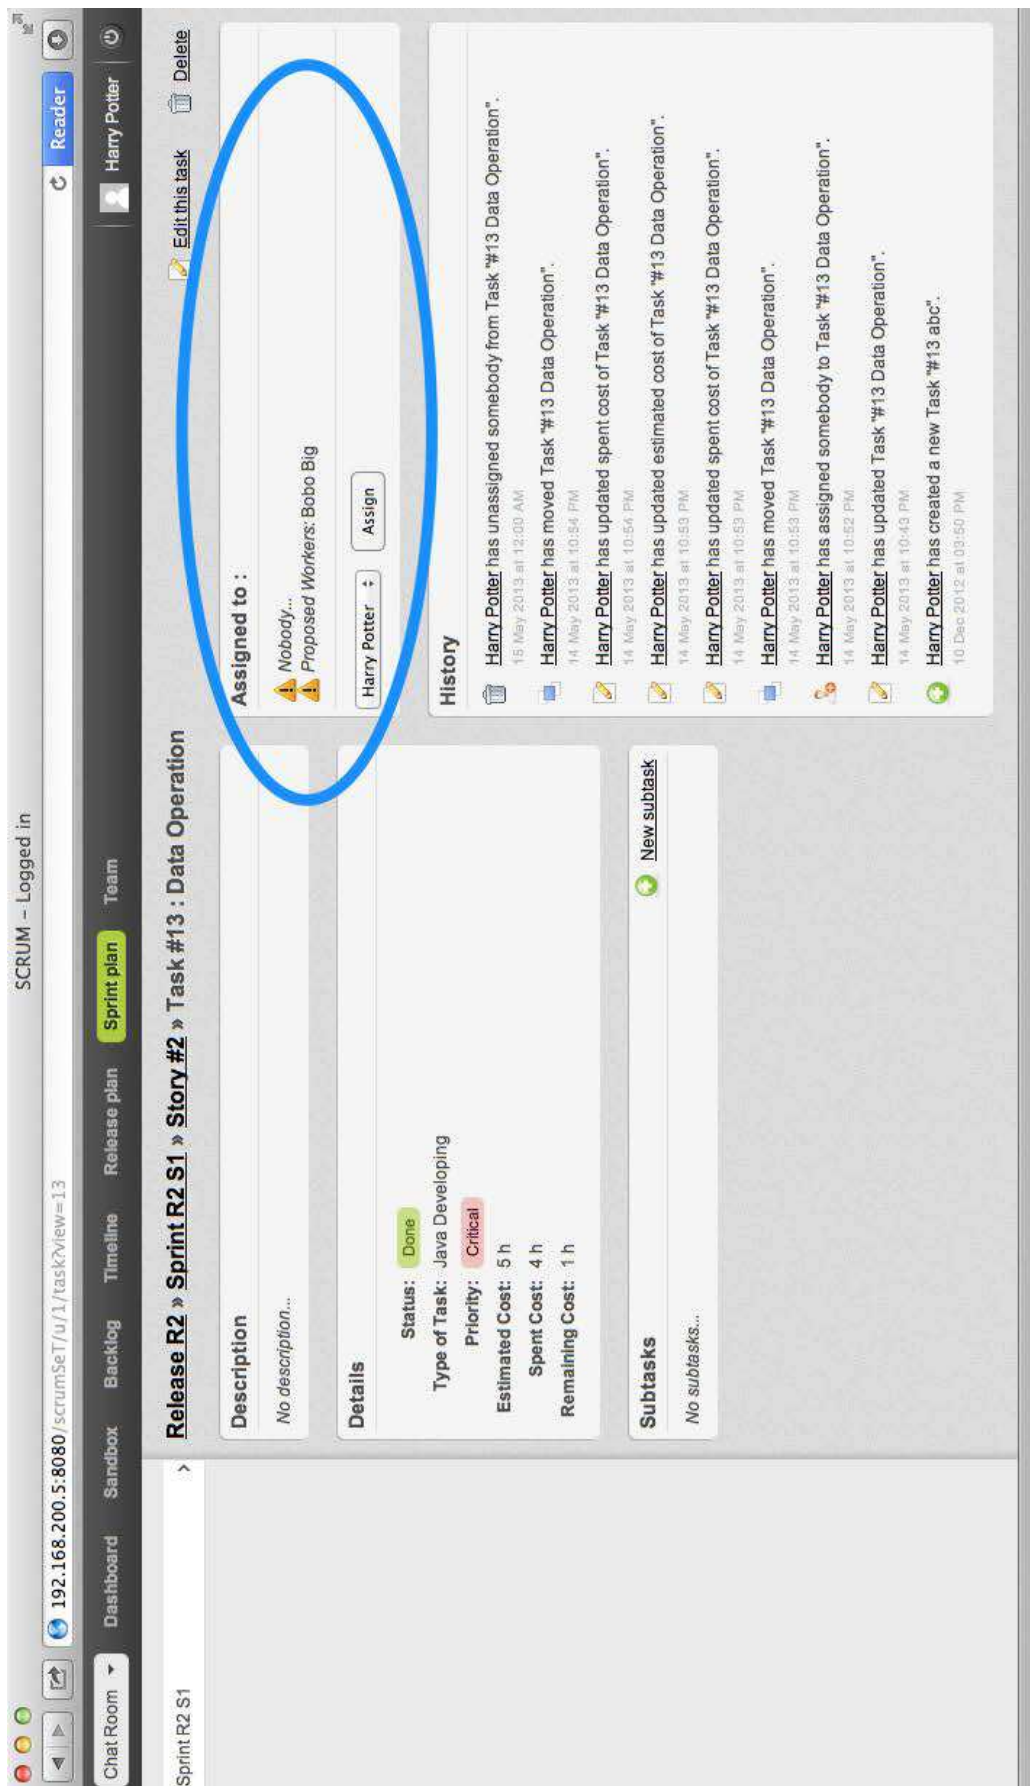 SCRUM – Logged in
192.168.200.5:8080/scrumSeT/u/1/task?view=13
Reader
Chat Room
Dashboard
Sandbox
Backlog
Timeline
Release plan
Sprint plan
Team
Harry Potter
Sprint R2 S1
Release R2 » Sprint R2 S1 » Story #2 » Task #13 : Data Operation
Edit this task
Delete
Description
No description...
Details
Status: Done
Type of Task: Java Developing
Priority: Critical
Estimated Cost: 5 h
Spent Cost: 4 h
Remaining Cost: 1 h
Subtasks
New subtask
No subtasks...
Assigned to :
Nobody...
Proposed Workers: Bobo Big
Harry Potter
Assign
History
Harry Potter has unassigned somebody from Task "#13 Data Operation".
15 May 2013 at 12:00 AM
Harry Potter has moved Task "#13 Data Operation".
14 May 2013 at 10:54 PM
Harry Potter has updated spent cost of Task "#13 Data Operation".
14 May 2013 at 10:54 PM
Harry Potter has updated estimated cost of Task "#13 Data Operation".
14 May 2013 at 10:53 PM
Harry Potter has updated spent cost of Task "#13 Data Operation".
14 May 2013 at 10:53 PM
Harry Potter has moved Task "#13 Data Operation".
14 May 2013 at 10:53 PM
Harry Potter has assigned somebody to Task "#13 Data Operation".
14 May 2013 at 10:52 PM
Harry Potter has updated Task "#13 Data Operation".
14 May 2013 at 10:43 PM
Harry Potter has created a new Task "#13 abc".
10 Dec 2012 at 03:50 PM